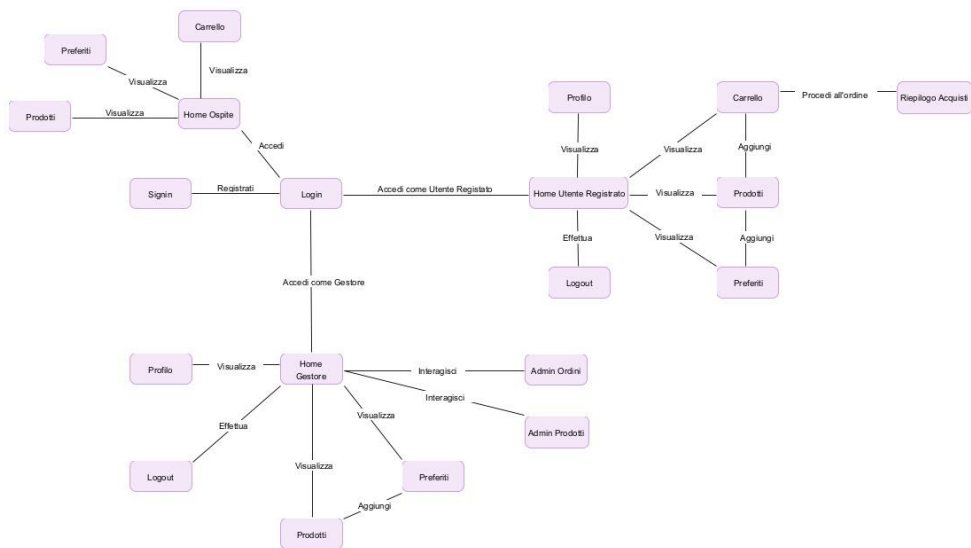 Carrello
Preferiti
Visualizza
Visualizza
Prodotti
Visualizza
Home Ospite
Accedi
Signin
Registrati
Login
Accedi come Utente Registato
Home Utente Registrato
Profilo
Visualizza
Carrello
Procedi all'ordine
Riepilogo Acquisti
Visualizza
Aggiungi
Visualizza
Prodotti
Effettua
Visualizza
Aggiungi
Logout
Preferiti
Accedi come Gestore
Profilo
Visualizza
Home
Gestore
Interagisci
Admin Ordini
Interagisci
Admin Prodotti
Effettua
Visualizza
Logout
Visualizza
Preferiti
Aggiungi
Prodotti